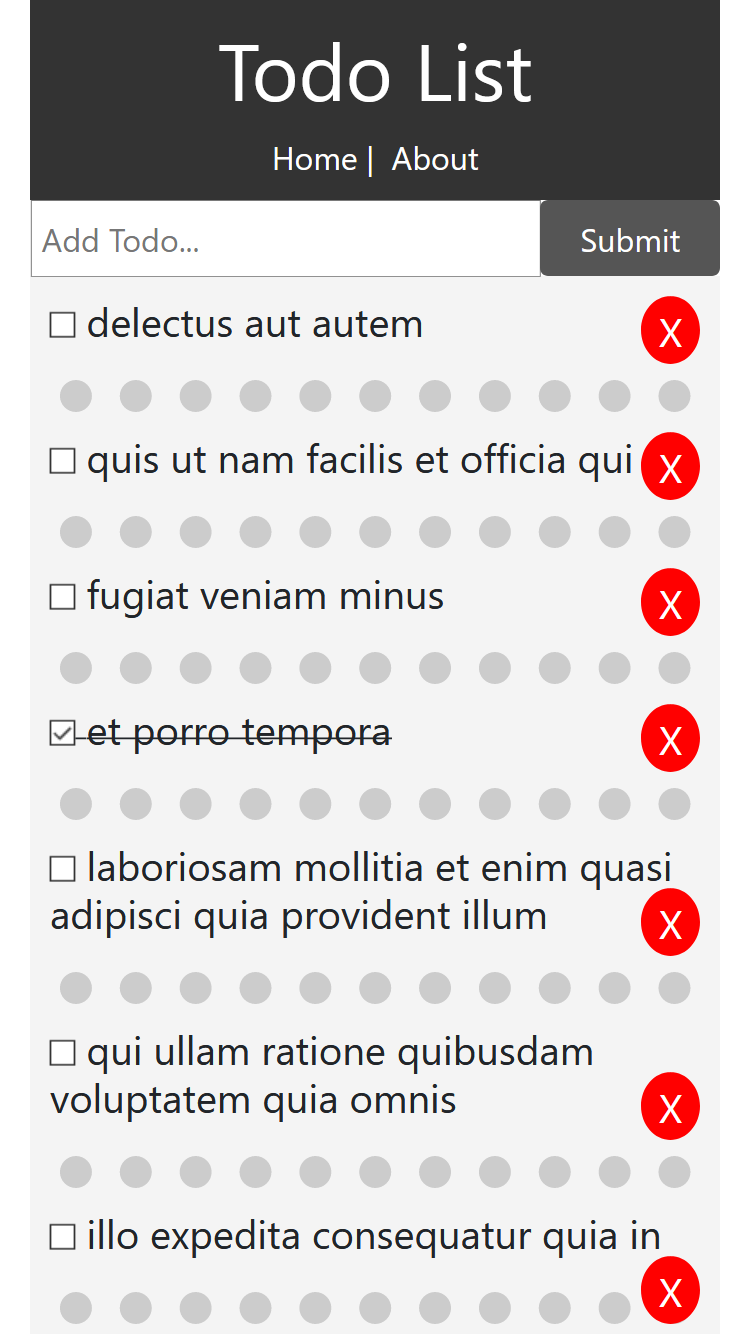 Todo List
Home | About
Add Todo...
Submit
delectus aut autem
X
quis ut nam facilis et officia qui
X
fugiat veniam minus
X
et porro tempora
X
laboriosam mollitia et enim quasi
adipisci quia provident illum
X
qui ullam ratione quibusdam
voluptatem quia omnis
X
illo expedita consequatur quia in
X